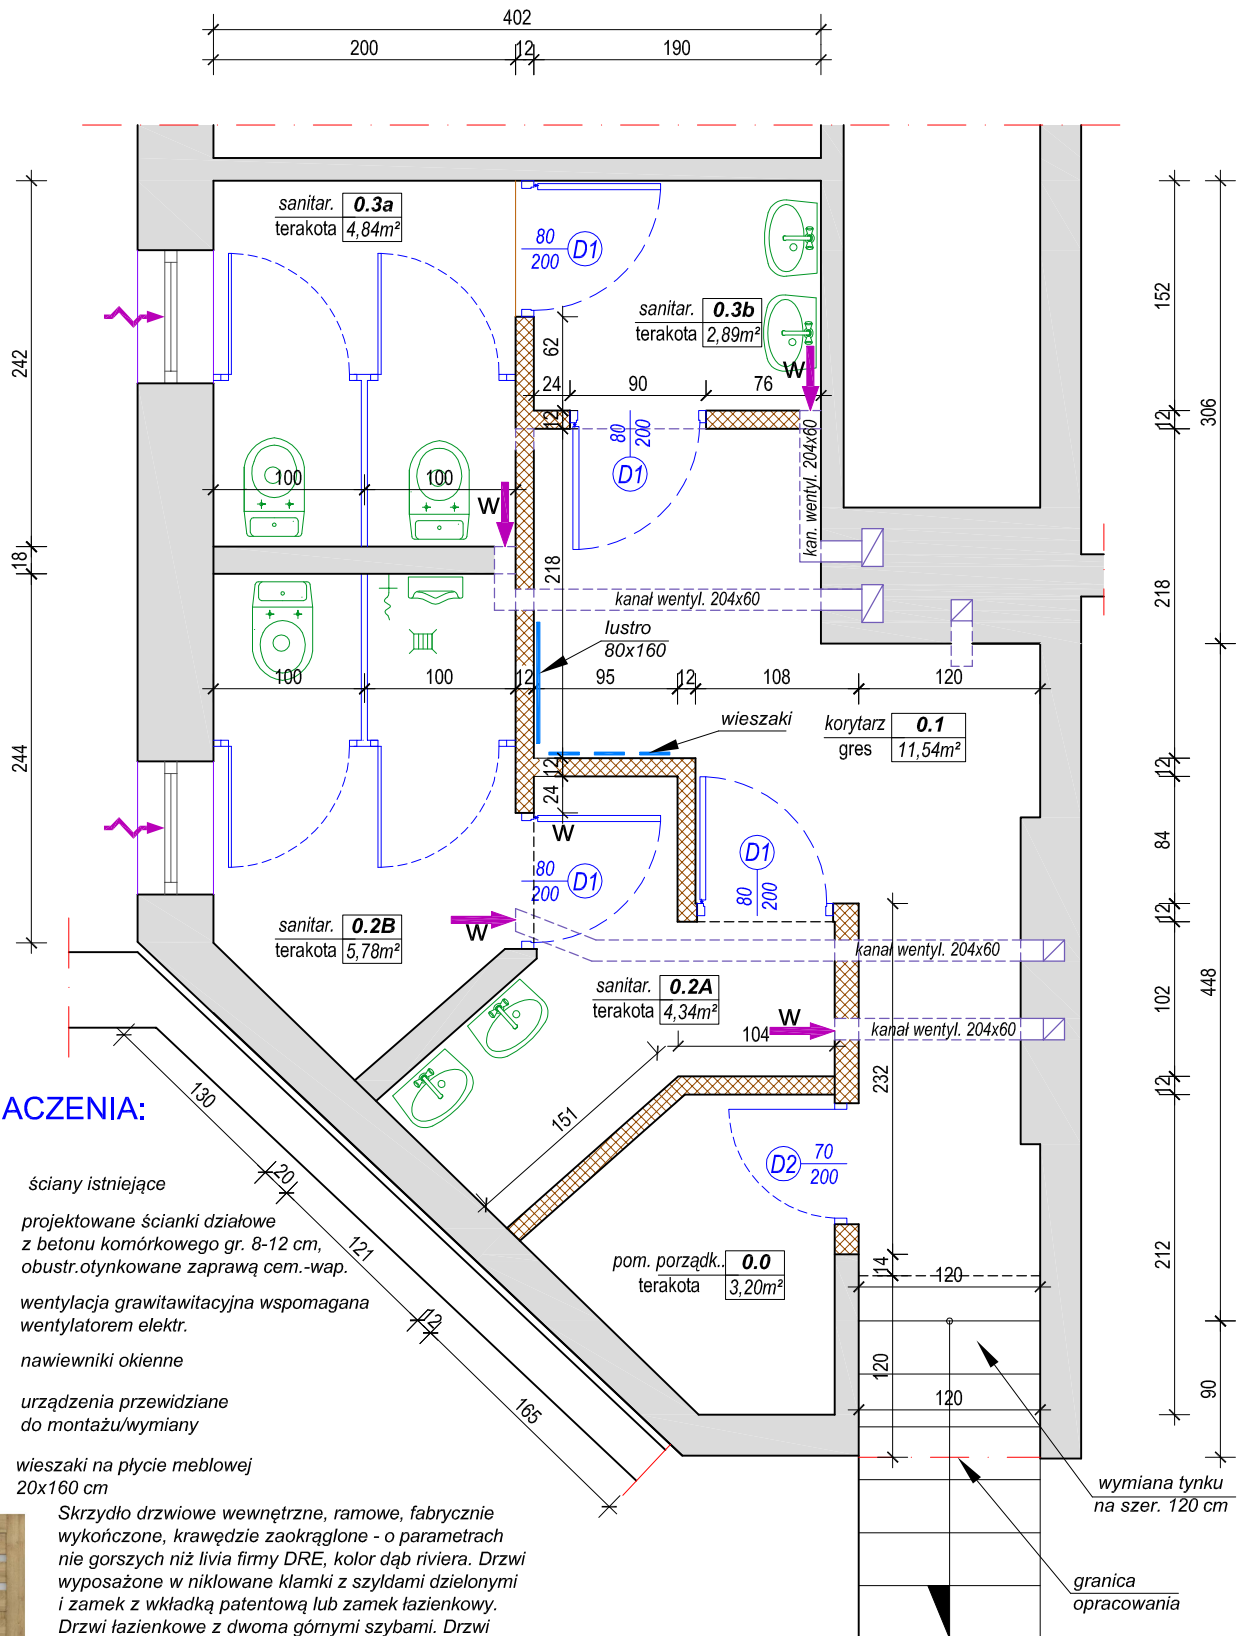 402
200
12
190
sanitar. 0.3a
terakota 4,84m²
80
200
D1
sanitar. 0.3b
terakota 2,89m²
152
242
62
24
90
76
W
12
80
200
D1
12
306
kan. wentyl. 204x60
100
100
W
18
218
kanał wentyl. 204x60
218
lustro
80x160
100
100
12
95
12
108
120
wieszaki
korytarz 0.1
gres 11,54m²
2444
12
24
W
12
D1
80
200
84
80
200
D1
12
sanitar. 0.2B
terakota 5,78m²
W
kanał wentyl. 204x60
sanitar. 0.2A
terakota 4,34m²
448
102
W
kanał wentyl. 204x60
104
232
12
130
ACZENIA:
151
D2
70
200
20
ściany istniejące
projektowane ścianki działowe
z betonu komórkowego gr. 8-12 cm,
obustr.otynkowane zaprawą cem.-wap.
121
212
pom. porządk.. 0.0
terakota 3,20m²
14
120
wentylacja grawitawitacyjna wspomagana
wentylatorem elektr.
12
nawiewniki okienne
120
90
urządzenia przewidziane
do montażu/wymiany
165
120
wieszaki na płycie meblowej
20x160 cm
wymiana tynku
na szer. 120 cm
Skrzydło drzwiowe wewnętrzne, ramowe, fabrycznie
wykończone, krawędzie zaokrąglone - o parametrach
nie gorszych niż livia firmy DRE, kolor dąb riviera. Drzwi
wyposażone w niklowane klamki z szyldami dzielonymi
i zamek z wkładką patentową lub zamek łazienkowy.
Drzwi łazienkowe z dwoma górnymi szybami. Drzwi
granica
opracowania